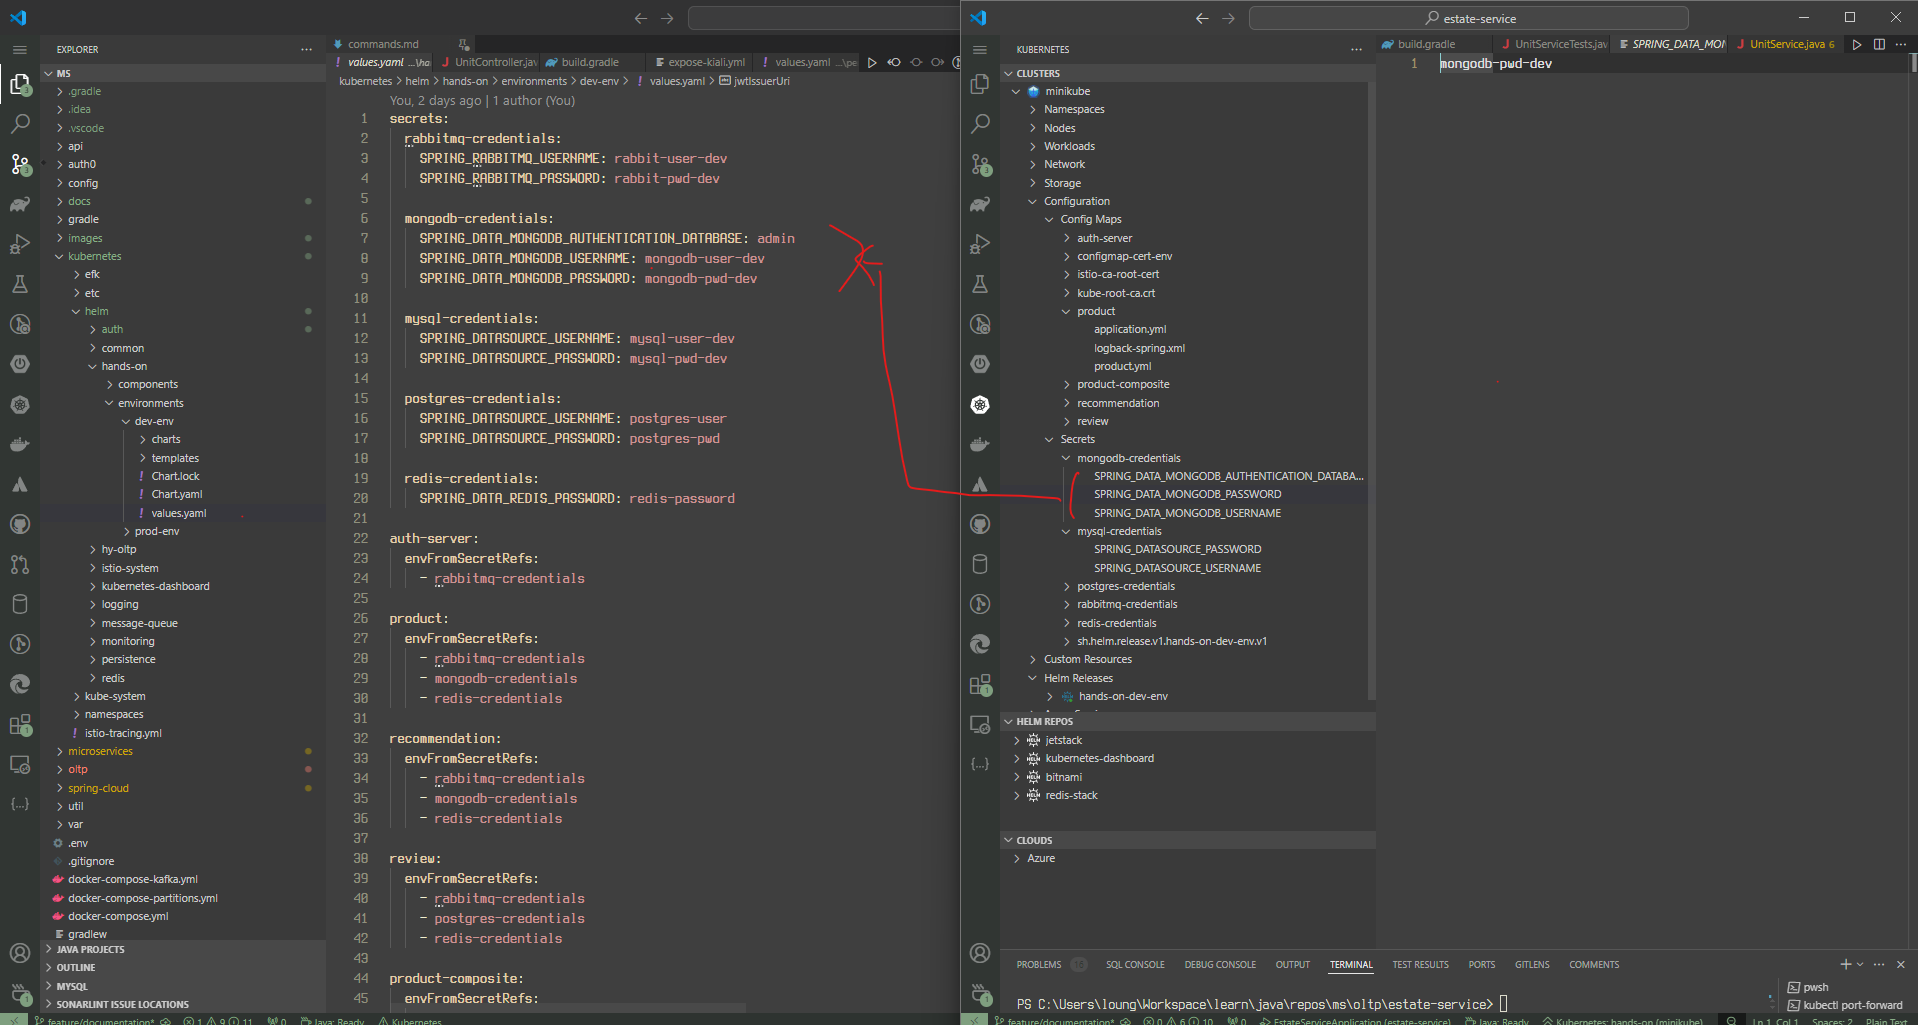 EXPLORER
MS
.gradle
.idea
.vscode
api
auth0
config
docs
gradle
images
kubernetes
efk
etc
helm
auth
common
hands-on
components
environments
dev-env
charts
templates
! Chart.lock
! Chart.yaml
! values.yaml
prod-env
hy-oltp
istio-system
kubernetes-dashboard
logging
message-queue
monitoring
persistence
redis
kube-system
namespaces
! istio-tracing.yml
microservices
oltp
spring-cloud
util
var
.env
.gitignore
docker-compose-kafka.yml
docker-compose-partitions.yml
docker-compose.yml
gradlew
JAVA PROJECTS
OUTLINE
MYSQL
SONARLINT ISSUE LOCATIONS
commands.md
! values.yaml ...\ha
J UnitController.jav
build.gradle
expose-kiali.yml
! values.yaml ...\pe
kubernetes > helm > hands-on > environments > dev-env > ! values.yaml > jwtIssuerUri
You, 2 days ago | 1 author (You)
1 secrets:
2 rabbitmq-credentials:
3 SPRING_RABBITMQ_USERNAME: rabbit-user-dev
4 SPRING_RABBITMQ_PASSWORD: rabbit-pwd-dev
5
6 mongodb-credentials:
7 SPRING_DATA_MONGODB_AUTHENTICATION_DATABASE: admin
8 SPRING_DATA_MONGODB_USERNAME: mongodb-user-dev
9 SPRING_DATA_MONGODB_PASSWORD: mongodb-pwd-dev
10
11 mysql-credentials:
12 SPRING_DATASOURCE_USERNAME: mysql-user-dev
13 SPRING_DATASOURCE_PASSWORD: mysql-pwd-dev
14
15 postgres-credentials:
16 SPRING_DATASOURCE_USERNAME: postgres-user
17 SPRING_DATASOURCE_PASSWORD: postgres-pwd
18
19 redis-credentials:
20 SPRING_DATA_REDIS_PASSWORD: redis-password
21
22 auth-server:
23 envFromSecretRefs:
24 - rabbitmq-credentials
25
26 product:
27 envFromSecretRefs:
28 - rabbitmq-credentials
29 - mongodb-credentials
30 - redis-credentials
31
32 recommendation:
33 envFromSecretRefs:
34 - rabbitmq-credentials
35 - mongodb-credentials
36 - redis-credentials
37
38 review:
39 envFromSecretRefs:
40 - rabbitmq-credentials
41 - postgres-credentials
42 - redis-credentials
43
44 product-composite:
45 envFromSecretRefs:
feature/documentation* 1 9 11 0 Java: Ready Kubernetes
estate-service
KUBERNETES
CLUSTERS
minikube
Namespaces
Nodes
Workloads
Network
Storage
Configuration
Config Maps
auth-server
configmap-cert-env
istio-ca-root-cert
kube-root-ca.crt
product
application.yml
logback-spring.xml
product.yml
product-composite
recommendation
review
Secrets
mongodb-credentials
SPRING_DATA_MONGODB_AUTHENTICATION_DATABA...
SPRING_DATA_MONGODB_PASSWORD
SPRING_DATA_MONGODB_USERNAME
mysql-credentials
SPRING_DATASOURCE_PASSWORD
SPRING_DATASOURCE_USERNAME
postgres-credentials
rabbitmq-credentials
redis-credentials
sh.helm.release.v1.hands-on-dev-env.v1
Custom Resources
Helm Releases
hands-on-dev-env
HELM REPOS
jetstack
kubernetes-dashboard
bitnami
redis-stack
CLOUDS
Azure
build.gradle
J UnitServiceTests.jav
SPRING_DATA_MON
J UnitService.java 6
1 mongodb-pwd-dev
PROBLEMS
SQL CONSOLE
DEBUG CONSOLE
OUTPUT
TERMINAL
TEST RESULTS
PORTS
GITLENS
COMMENTS
PS C:\Users\loung\Workspace\learn\java\repos\ms\oltp\estate-service>
pwsh
kubectl port-forward
feature/documentation* 0 6 10 0 EstateServiceApplication (estate-service) Java: Ready Kubernetes: hands-on (minikube) Ln 1, Col 1 Spaces: 2 Plain Text